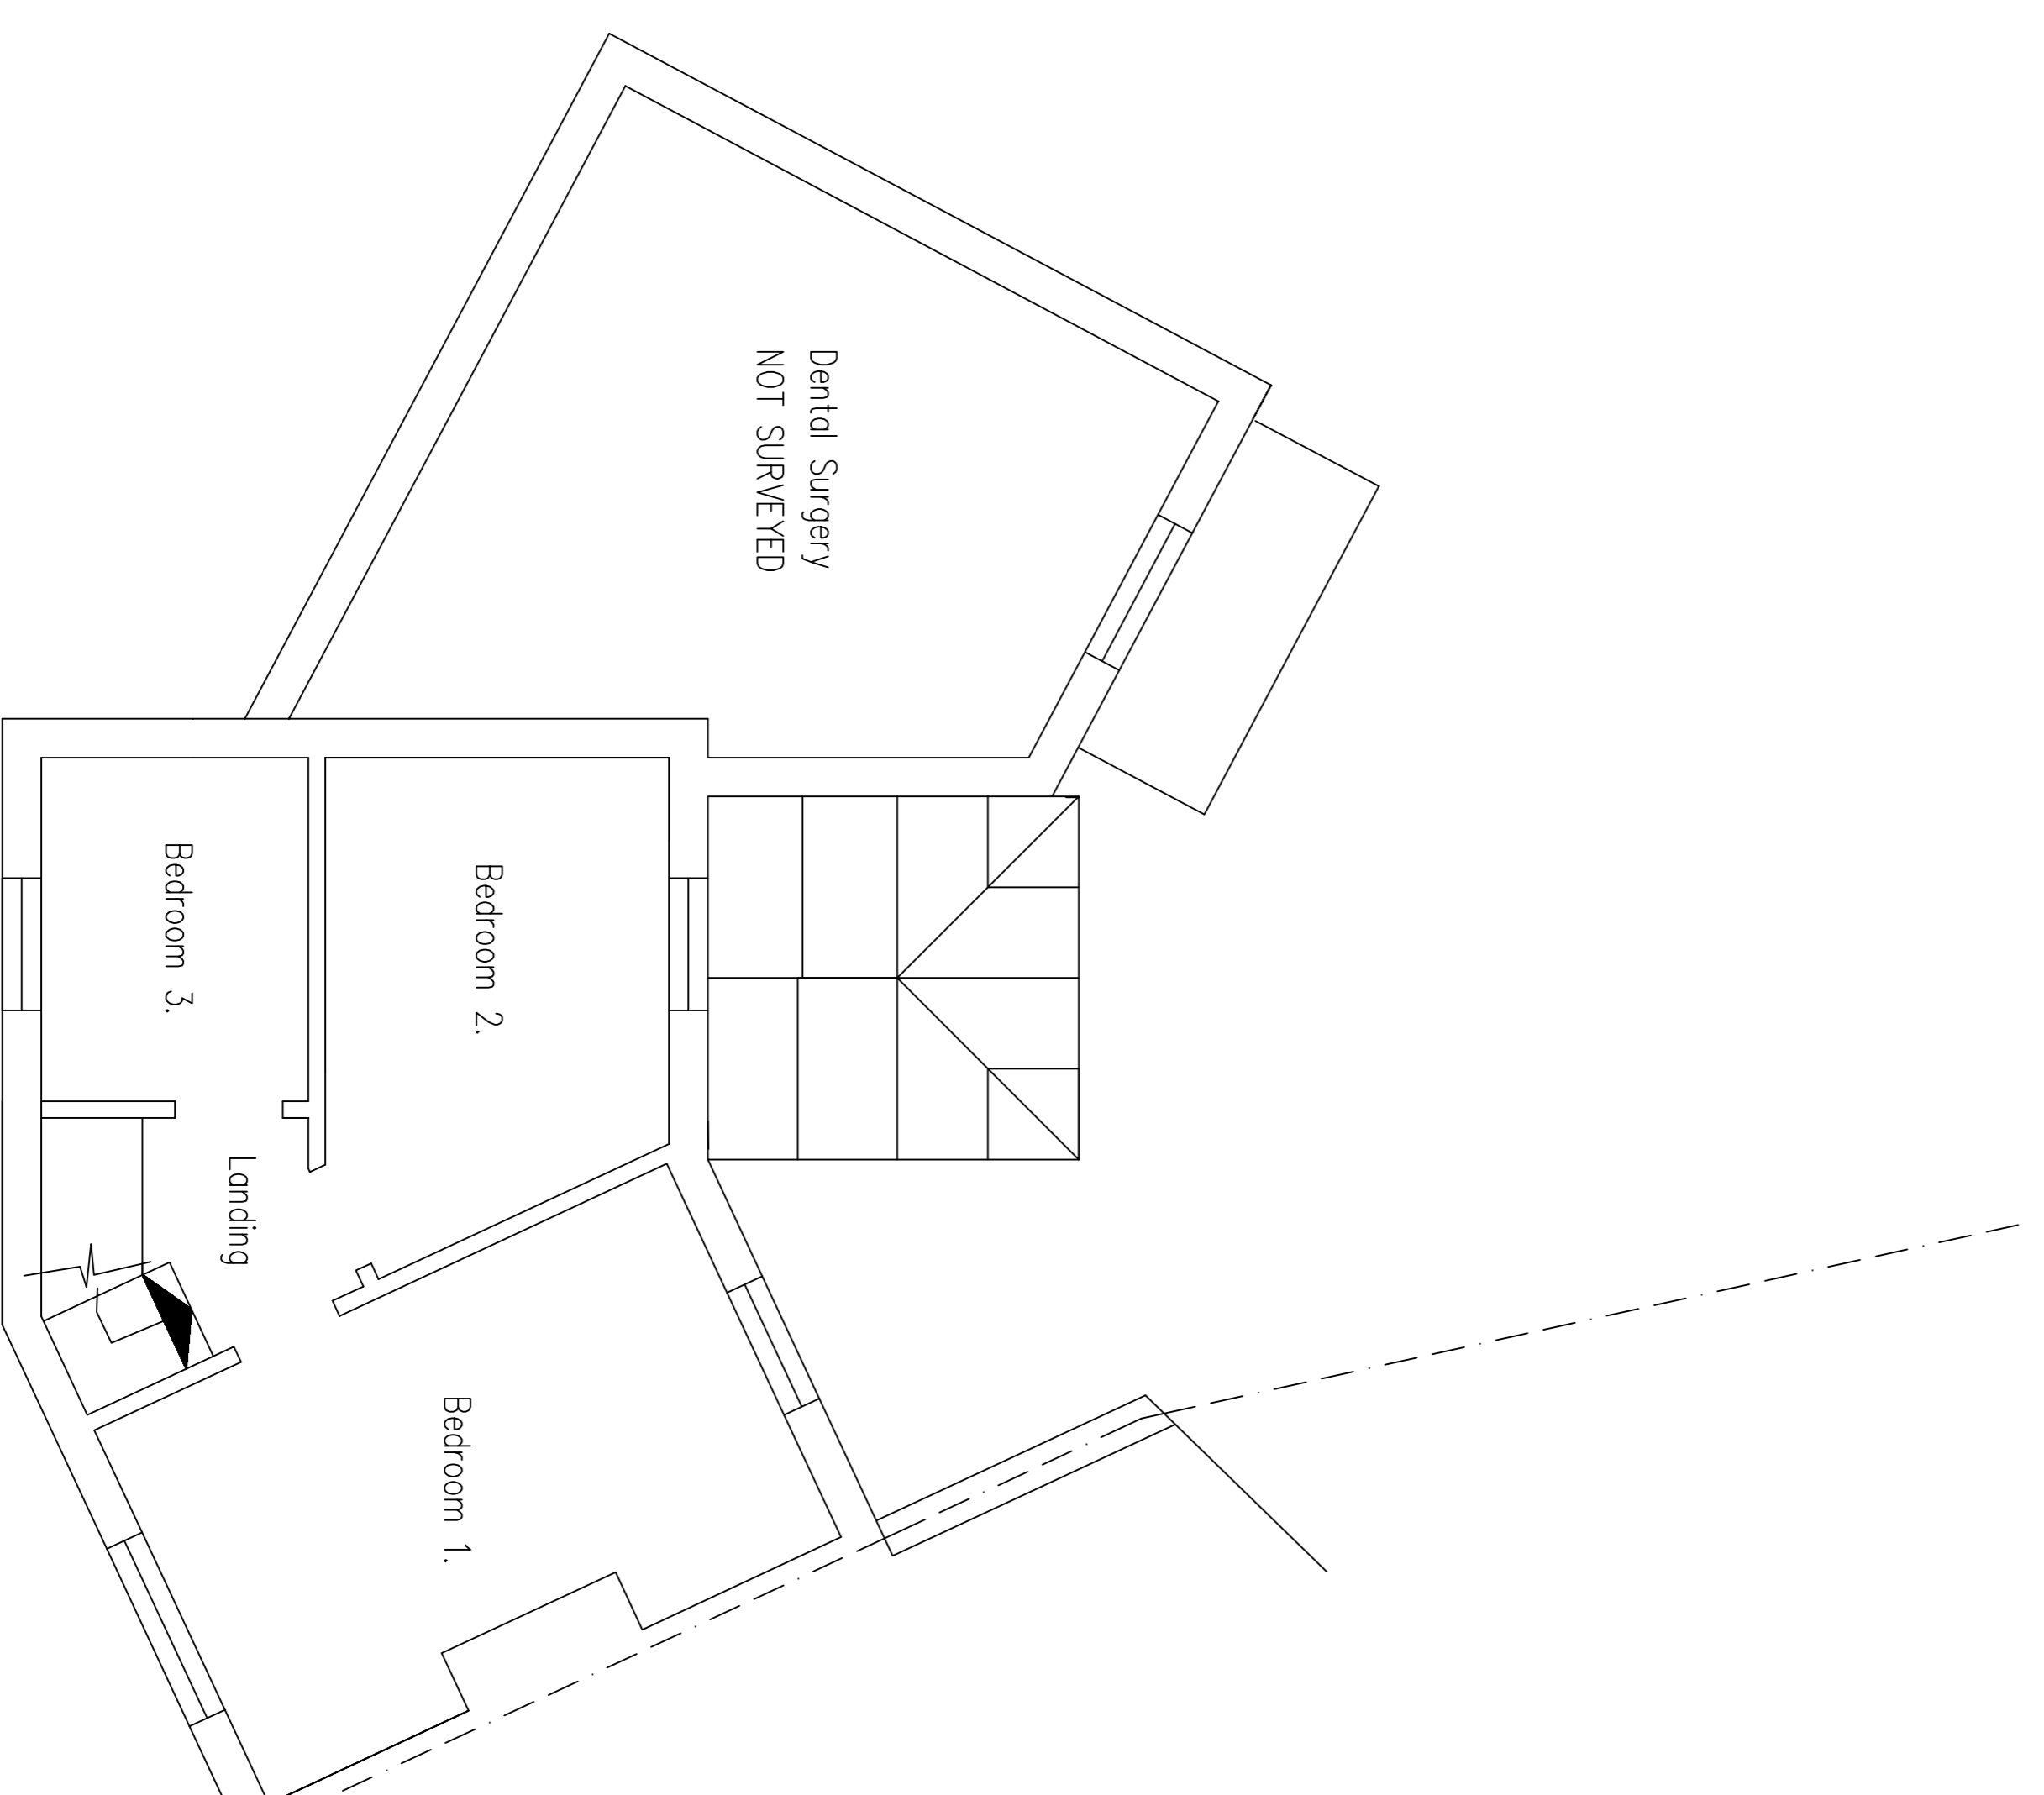 Dental Surgery
NOT SURVEYED
Bedroom 2.
Bedroom 3.
Landing
Bedroom 1.